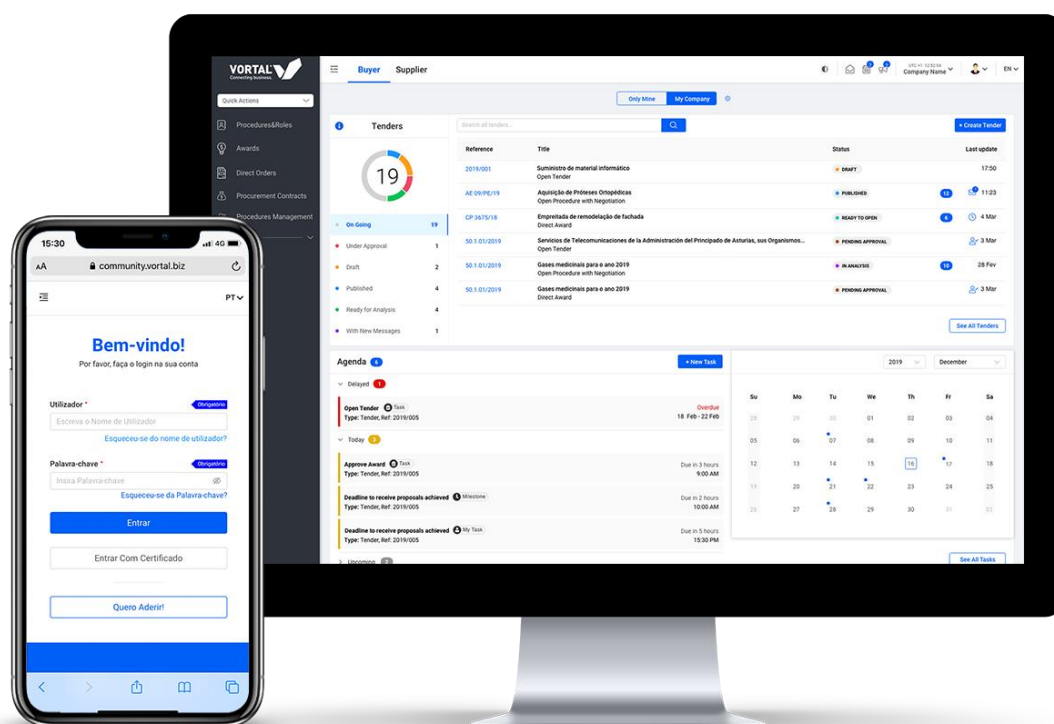 VORTAL
Connecting business.
Buyer Supplier
UTC +1 12:52:56
Company Name
EN
Quick Actions
Only Mine My Company
Procedures&Roles
Awards
Direct Orders
Procurement Contracts
Procedures Management
Tenders
Search all tenders...
+ Create Tender
19
Reference Title Status Last update
2019/001 Suministro de material informático DRAFT 17:50
Open Tender
AE 09/PE/19 Aquisição de Próteses Ortopédicas PUBLISHED 12 11:23
Open Procedure with Negotiation
CP 3675/18 Empreitada de remodelação de fachada READY TO OPEN 6 4 Mar
Direct Award
50.1.01/2019 Servicios de Telecomunicaciones de la Administración del Principado de Asturias, sus Organismos... PENDING APPROVAL 3 Mar
Open Tender
50.1.01/2019 Gases medicinais para o ano 2019 IN ANALYSIS 10 28 Fev
Open Procedure with Negotiation
50.1.01/2019 Gases medicinais para o ano 2019 PENDING APPROVAL 3 Mar
Direct Award
See All Tenders
On Going 19
Under Approval 1
Draft 2
Published 4
Ready for Analysis 4
With New Messages 1
Agenda 6
+ New Task
Delayed 1
Open Tender Task Overdue
Type: Tender, Ref: 2019/005 18 Feb - 22 Feb
Today 3
Approve Award Task Due in 3 hours
Type: Tender, Ref: 2019/005 9:00 AM
Deadline to receive proposals achieved Milestone Due in 2 hours
Type: Tender, Ref: 2019/005 10:00 AM
Deadline to receive proposals achieved My Task Due in 5 hours
Type: Tender, Ref: 2019/005 15:30 PM
Upcoming 2
2019 December
Su Mo Tu We Th Fr Sa
28 29 30 01 02 03 04
05 06 07 08 09 10 11
12 13 14 15 16 17 18
19 20 21 22 23 24 25
26 27 28 29 30 31 01
See All Tasks
15:30 4G
AA community.vortal.biz
PT
Bem-vindo!
Por favor, faça o login na sua conta
Utilizador * Obrigatório
Escreva o Nome de Utilizador
Esqueceu-se do nome de utilizador?
Palavra-chave * Obrigatório
Insira Palavra-chave
Esqueceu-se da Palavra-chave?
Entrar
Entrar Com Certificado
Quero Aderir!